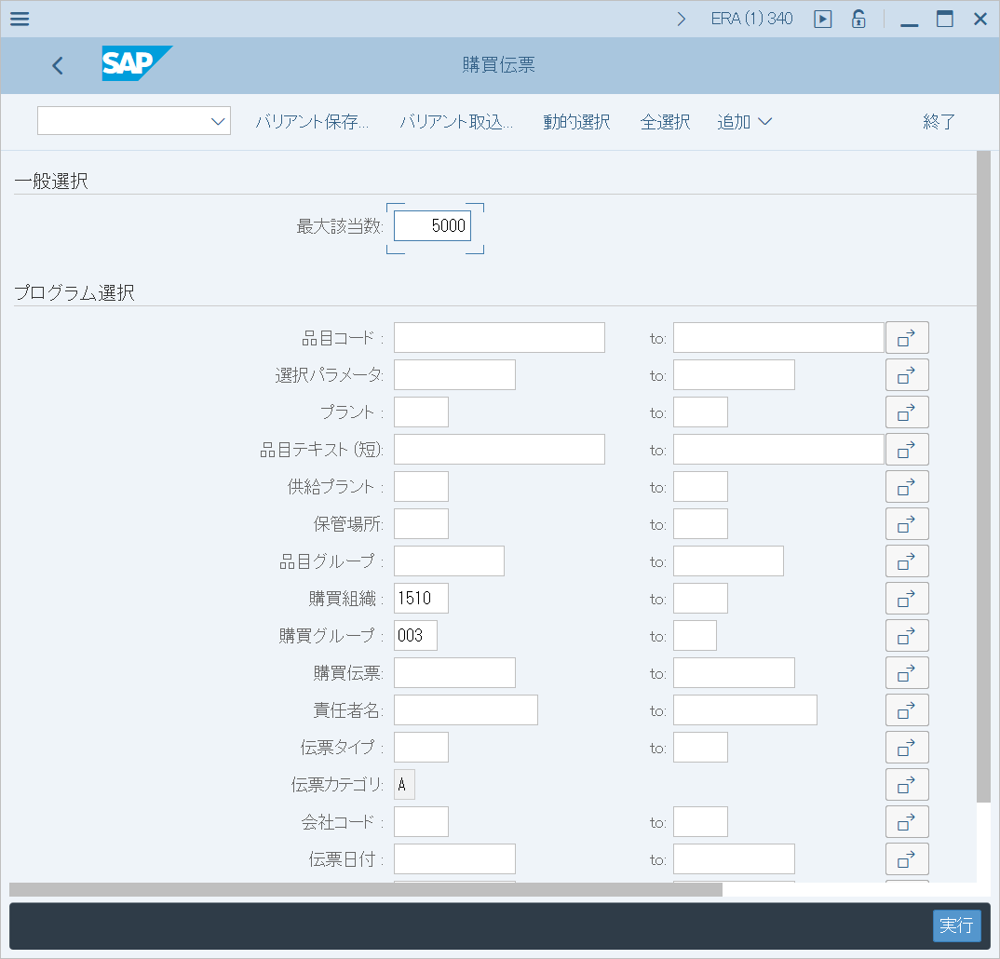 ERA (1) 340
SAP 購買伝票
バリアント保存... バリアント取込... 動的選択 全選択 追加 終了
一般選択
最大該当数: 5000
プログラム選択
品目コード : to:
選択パラメータ: to:
プラント : to:
品目テキスト (短): to:
供給プラント : to:
保管場所: to:
品目グループ : to:
購買組織 : 1510 to:
購買グループ : 003 to:
購買伝票: to:
責任者名: to:
伝票タイプ : to:
伝票カテゴリ: A
会社コード : to:
伝票日付 : to:
実行